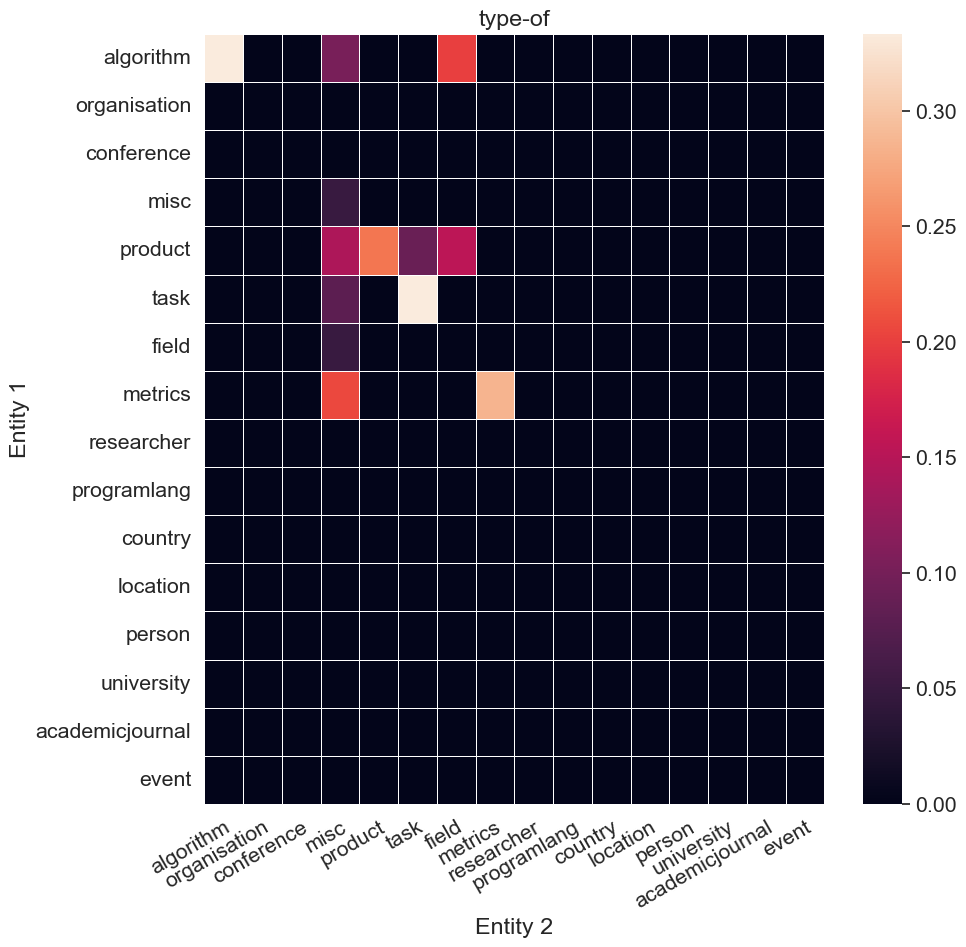 type-of
algorithm
organisation
conference
misc
product
task
field
metrics
researcher
programlang
country
location
person
university
academicjournal
event
Entity 1
algorithm
organisation
conference
misc
product
task
field
metrics
researcher
programlang
country
location
person
university
academicjournal
event
Entity 2
0.30
0.25
0.20
0.15
0.10
0.05
0.00